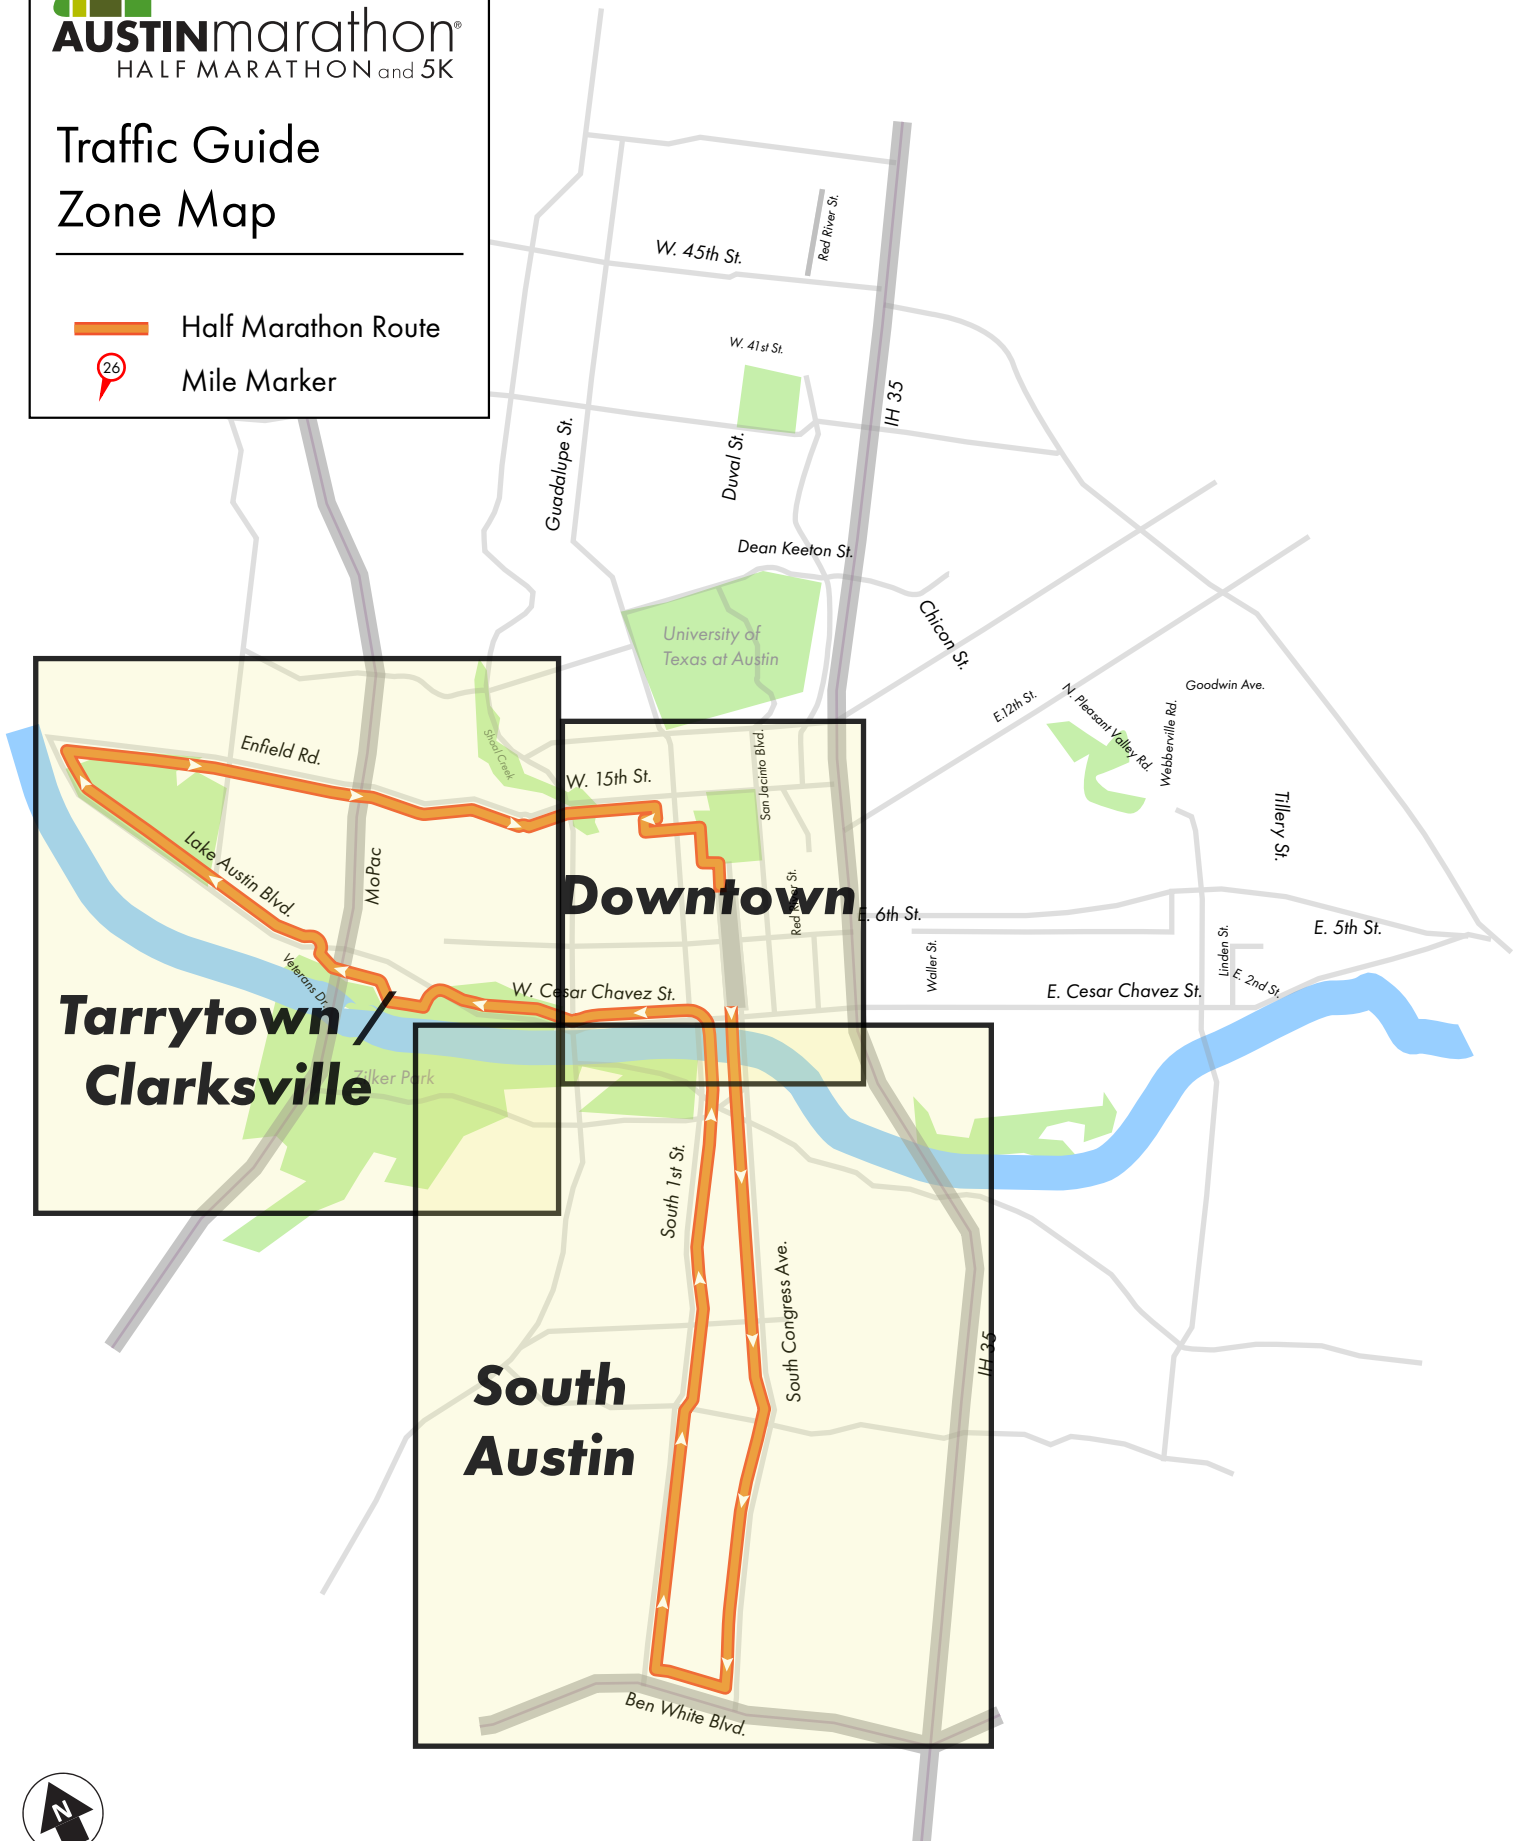 AUSTINmarathon®
HALF MARATHON and 5K
Traffic Guide
Zone Map
Half Marathon Route
26
Mile Marker
Red River St.
W. 45th St.
W. 41st St.
IH 35
Guadalupe St.
Duval St.
Dean Keeton St.
Chicon St.
University of
Texas at Austin
E.12th St.
N. Pleasant Valley Rd.
Goodwin Ave.
Webberville Rd.
Enfield Rd.
Shoal Creek
W. 15th St.
San Jacinto Blvd.
Tillery St.
Lake Austin Blvd.
MoPac
Downtown
Red River St.
E. 6th St.
E. 5th St.
Waller St.
Linden St.
E. 2nd St.
Veterans Dr.
W. Cesar Chavez St.
E. Cesar Chavez St.
Tarrytown /
Clarksville
Zilker Park
South 1st St.
South Congress Ave.
IH 35
South
Austin
Ben White Blvd.
N